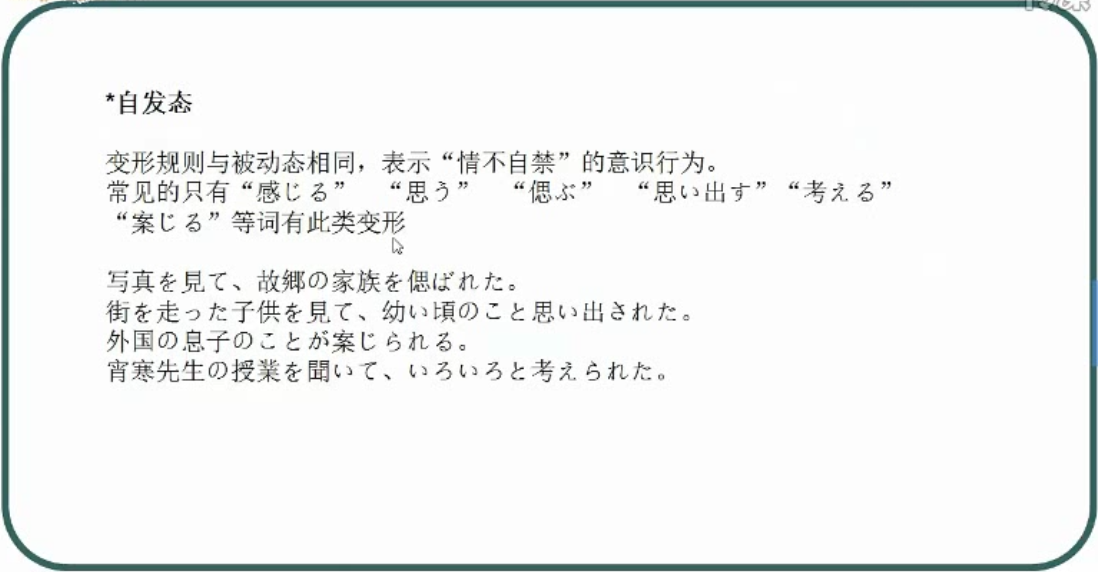 *自发态
变形规则与被动态相同，表示“情不自禁”的意识行为。
常见的只有“感じる” “思う” “偲ぶ” “思い出す”“考える”
“案じる”等词有此类变形
写真を見て、故郷の家族を偲ばれた。
街を走った子供を見て、幼い頃のこと思い出された。
外国の息子のことが案じられる。
宵寒先生の授業を聞いて、いろいろと考えられた。